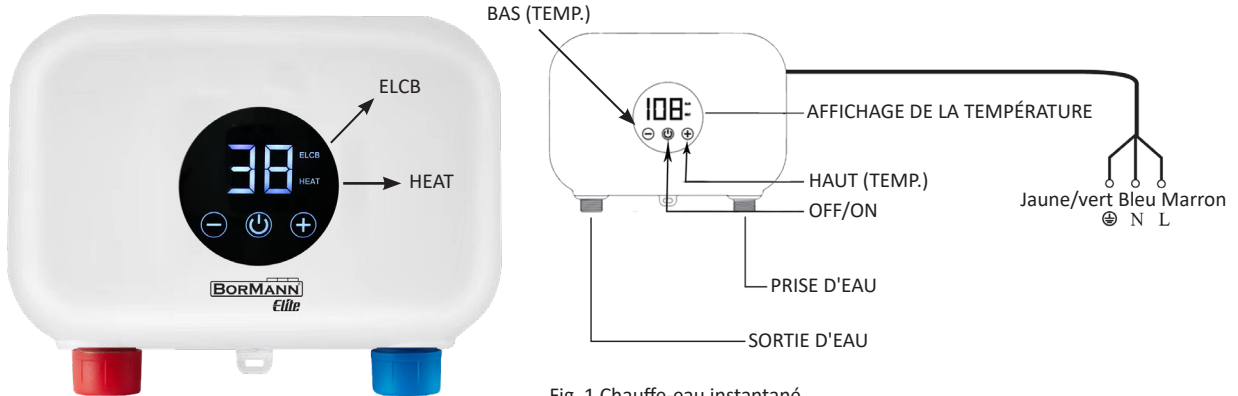 BAS (TEMP.)
ELCB
HEAT
38
ELCB
HEAT
BORMANN
Elite
108
AFFICHAGE DE LA TEMPÉRATURE
HAUT (TEMP.)
OFF/ON
PRISE D'EAU
SORTIE D'EAU
Jaune/vert Bleu Marron
N L
Fig. 1 Chauffe-eau instantané